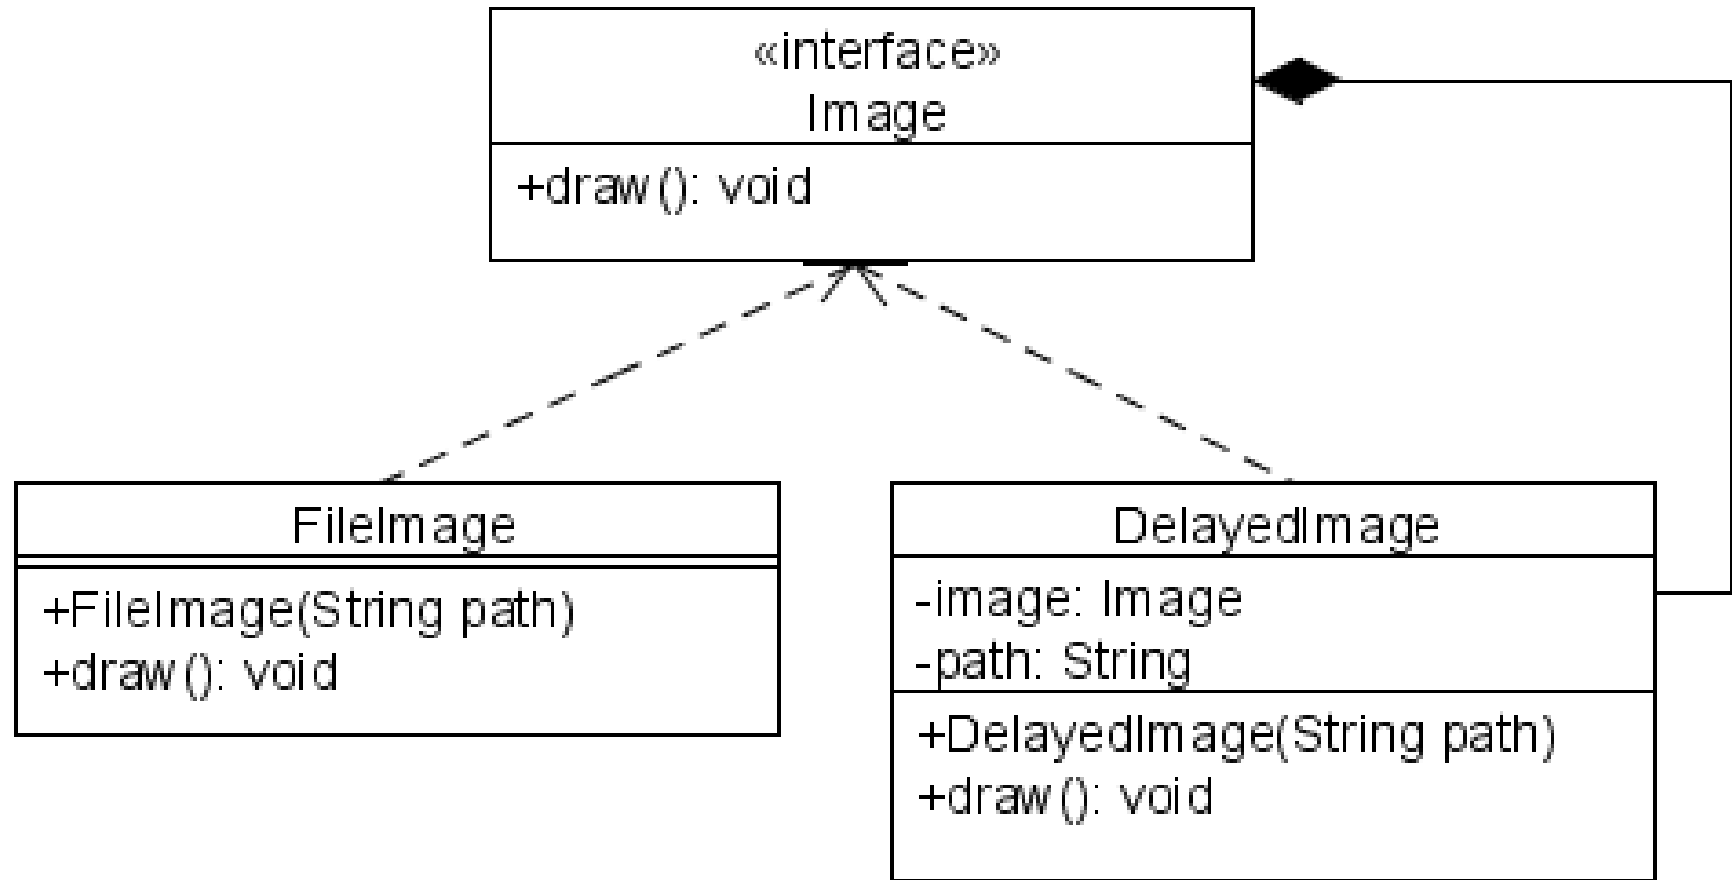 «interface»
Image
+draw(): void
FileImage
+FileImage(String path)
+draw(): void
DelayedImage
-image: Image
-path: String
+DelayedImage(String path)
+draw(): void